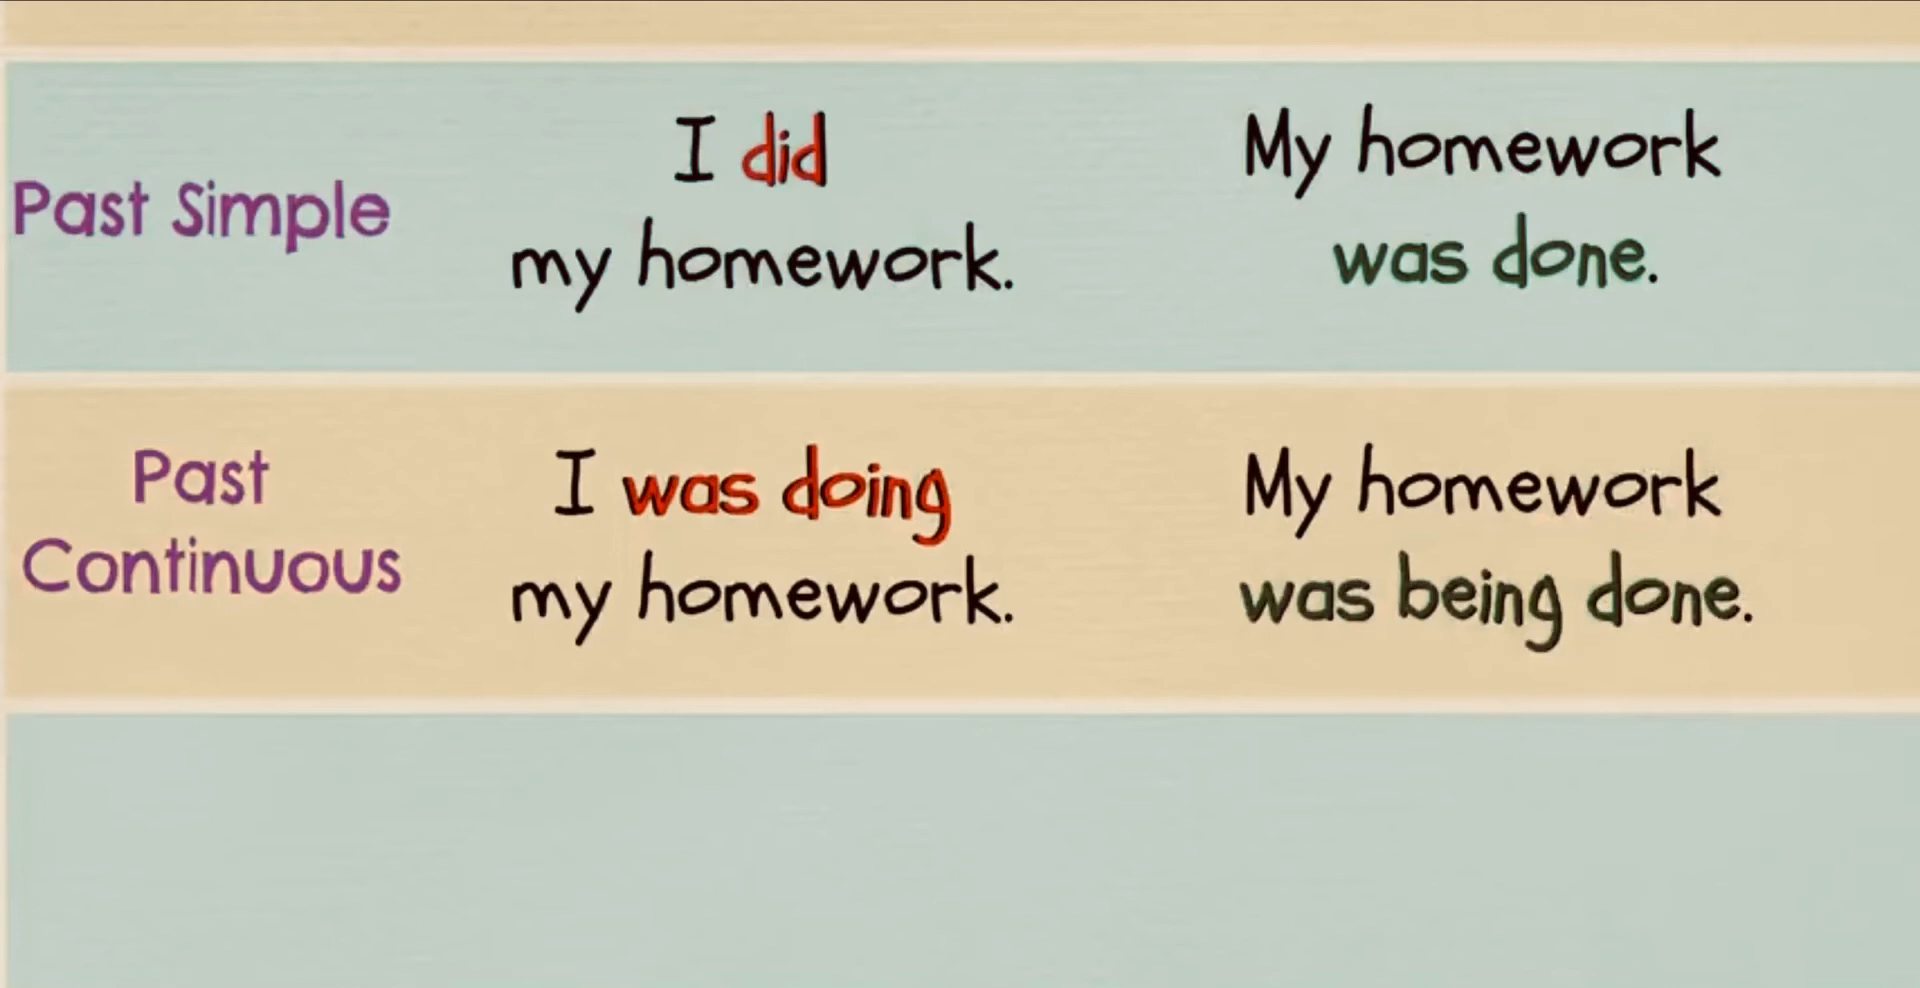 Past Simple
I did
my homework.
My homework
was done.
Past
Continuous
I was doing
my homework.
My homework
was being done.